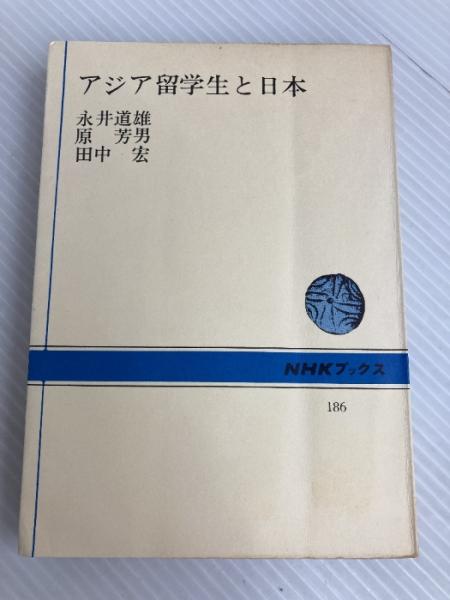 アジア留学生と日本
永井道雄
原 芳男
田中 宏
NHKブックス
186